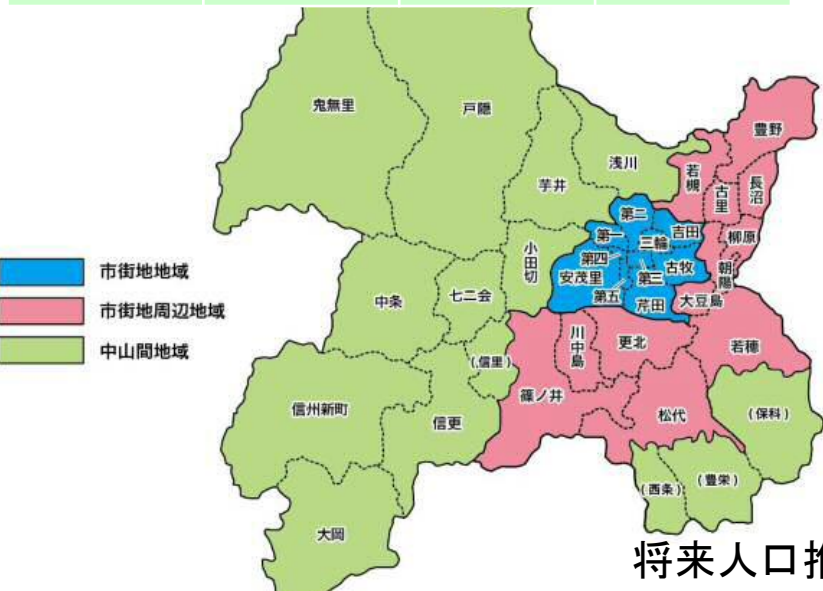 鬼無里
戸隠
豊野
浅川
芋井
若槻
古里
長沼
第二
吉田
柳原
第一
三輪
小田切
第四
古牧
朝陽
安茂里
第三
市街地地域
中条
七二会
第五
芹田
大豆島
市街地周辺地域
川中島
更北
若穂
中山間地域
(信里)
篠ノ井
信州新町
信更
松代
(保科)
(西条)
(豊栄)
大岡
将来人口推